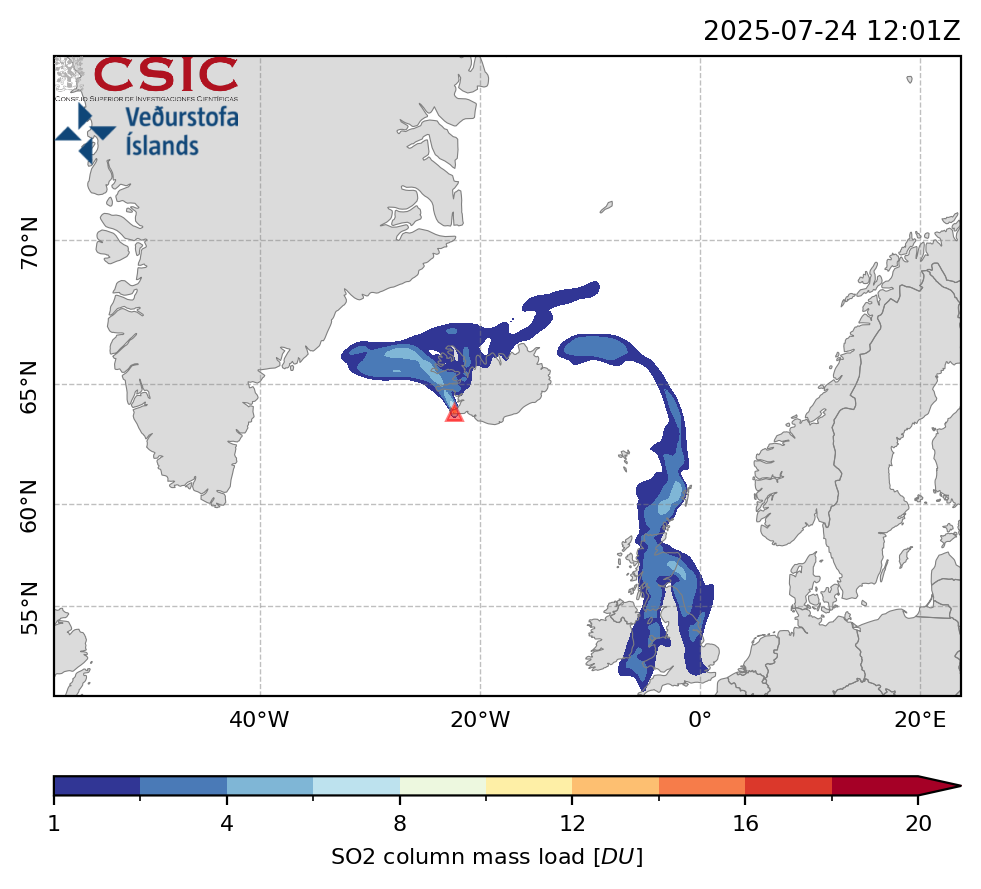 2025-07-24 12:01Z
CSIC
CONSEJO SUPERIOR DE INVESTIGACIONES CIENTÍFICAS
Veðurstofa
Íslands
70°N
65°N
60°N
55°N
40°W 20°W 0° 20°E
1 4 8 12 16 20
SO2 column mass load [DU]